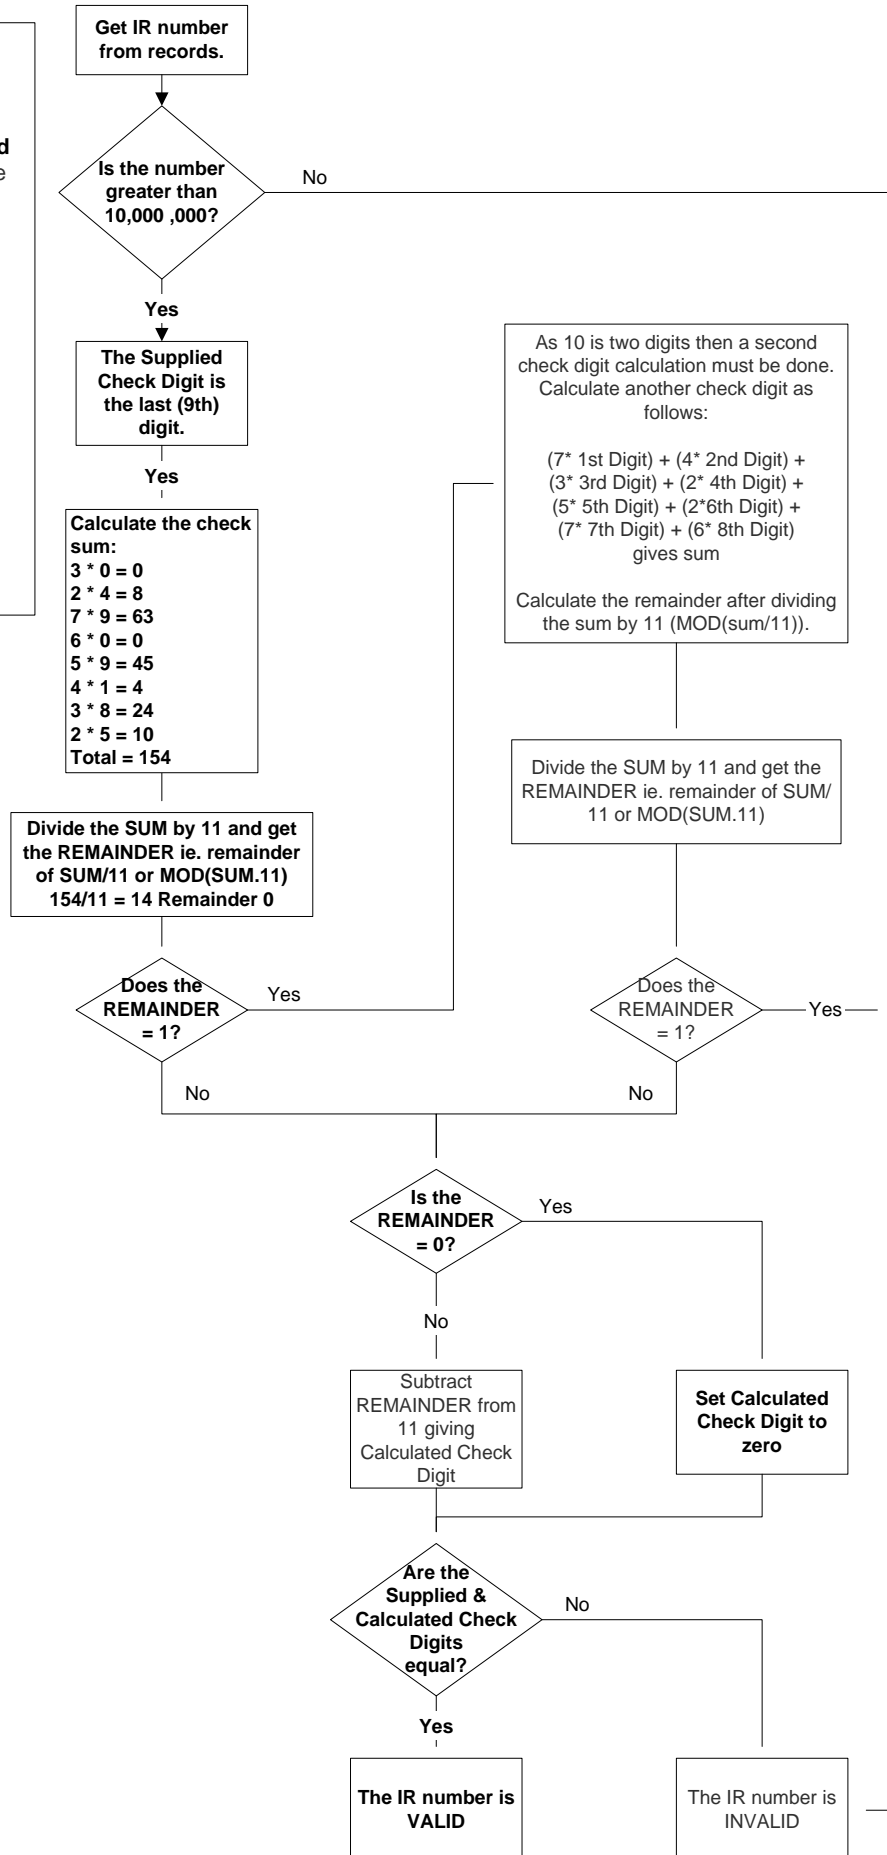 Get IR number
from records.
d
e
Is the number
greater than
10,000 ,000?
No
Yes
The Supplied
Check Digit is
the last (9th)
digit.
Yes
Calculate the check
sum:
3 * 0 = 0
2 * 4 = 8
7 * 9 = 63
6 * 0 = 0
5 * 9 = 45
4 * 1 = 4
3 * 8 = 24
2 * 5 = 10
Total = 154
Divide the SUM by 11 and get
the REMAINDER ie. remainder
of SUM/11 or MOD(SUM.11)
154/11 = 14 Remainder 0
Does the
REMAINDER
= 1?
Yes
No
As 10 is two digits then a second
check digit calculation must be done.
Calculate another check digit as
follows:
(7* 1st Digit) + (4* 2nd Digit) +
(3* 3rd Digit) + (2* 4th Digit) +
(5* 5th Digit) + (2*6th Digit) +
(7* 7th Digit) + (6* 8th Digit)
gives sum
Calculate the remainder after dividing
the sum by 11 (MOD(sum/11)).
Divide the SUM by 11 and get the
REMAINDER ie. remainder of SUM/
11 or MOD(SUM.11)
Does the
REMAINDER
= 1?
Yes
No
Is the
REMAINDER
= 0?
Yes
No
Subtract
REMAINDER from
11 giving
Calculated Check
Digit
Set Calculated
Check Digit to
zero
Are the
Supplied &
Calculated Check
Digits
equal?
No
Yes
The IR number is
VALID
The IR number is
INVALID